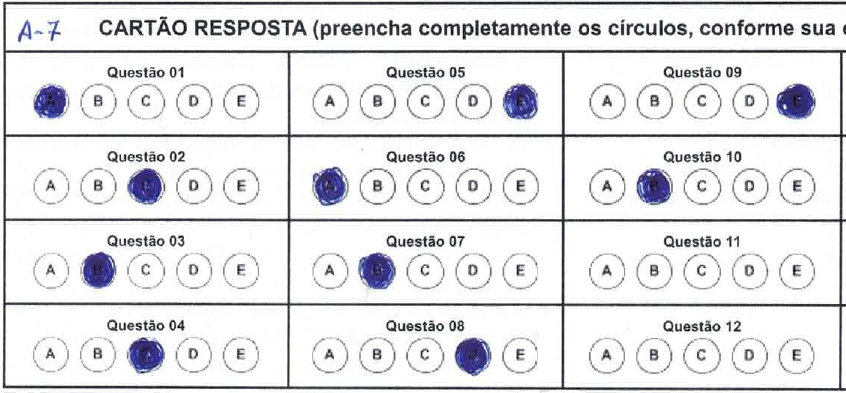 A-7 CARTÃO RESPOSTA (preencha completamente os círculos, conforme sua
Questão 01 Questão 05 Questão 09
A B C D E A B C D E A B C D E
Questão 02 Questão 06 Questão 10
A B C D E A B C D E A B C D E
Questão 03 Questão 07 Questão 11
A B C D E A B C D E A B C D E
Questão 04 Questão 08 Questão 12
A B C D E A B C D E A B C D E